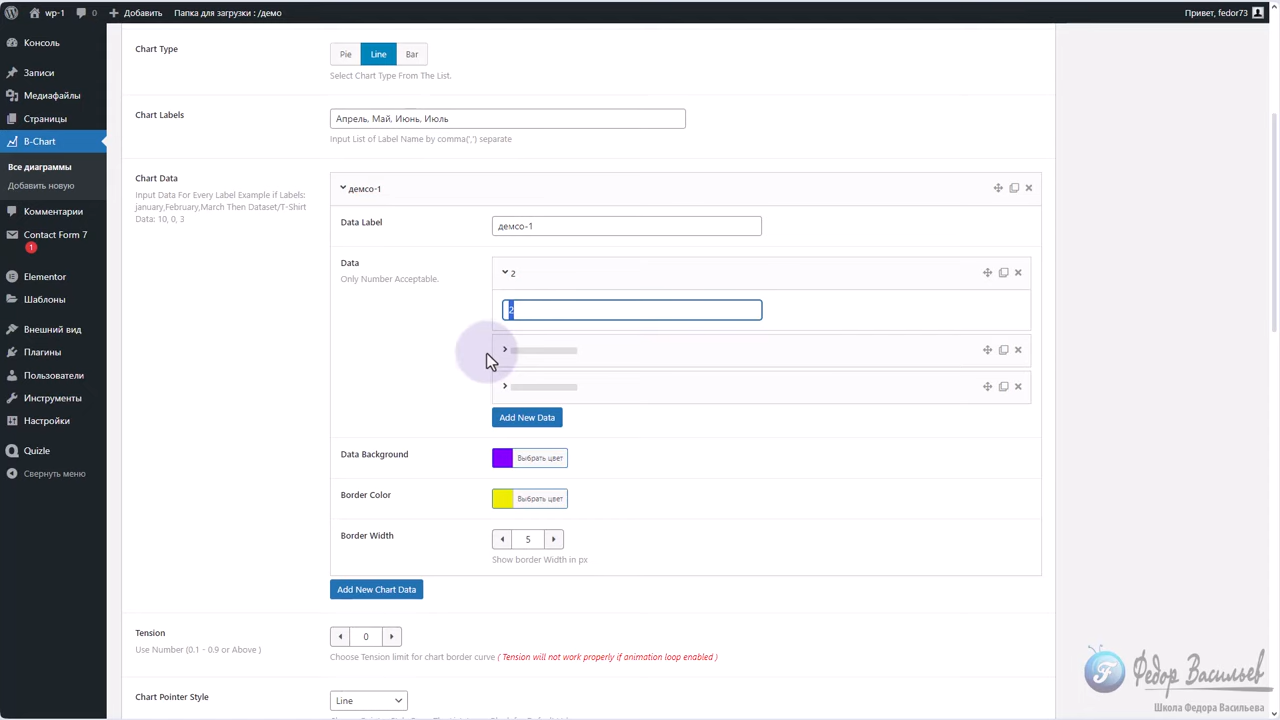 wp-1
0
Добавить
Папка для загрузки : /демо
Привет, fedor73
Консоль
Записи
Медиафайлы
Страницы
B-Chart
Все диаграммы
Добавить новую
Комментарии
Contact Form 7
1
Elementor
Шаблоны
Внешний вид
Плагины
Пользователи
Инструменты
Настройки
Quizle
Свернуть меню
Chart Type
Pie
Line
Bar
Select Chart Type From The List.
Chart Labels
Апрель, Май, Июнь, Июль
Input List of Label Name by comma(',') separate
Chart Data
Input Data For Every Label Example if Labels:
january,February,March Then Dataset/T-Shirt
Data: 10, 0, 3
демсо-1
Data Label
демсо-1
Data
Only Number Acceptable.
2
2
Add New Data
Data Background
Выбрать цвет
Border Color
Выбрать цвет
Border Width
5
Show border Width in px
Add New Chart Data
Tension
Use Number (0.1 - 0.9 or Above )
0
Choose Tension limit for chart border curve ( Tension will not work properly if animation loop enabled )
Chart Pointer Style
Line
Федор Васильев
Школа Федора Васильева